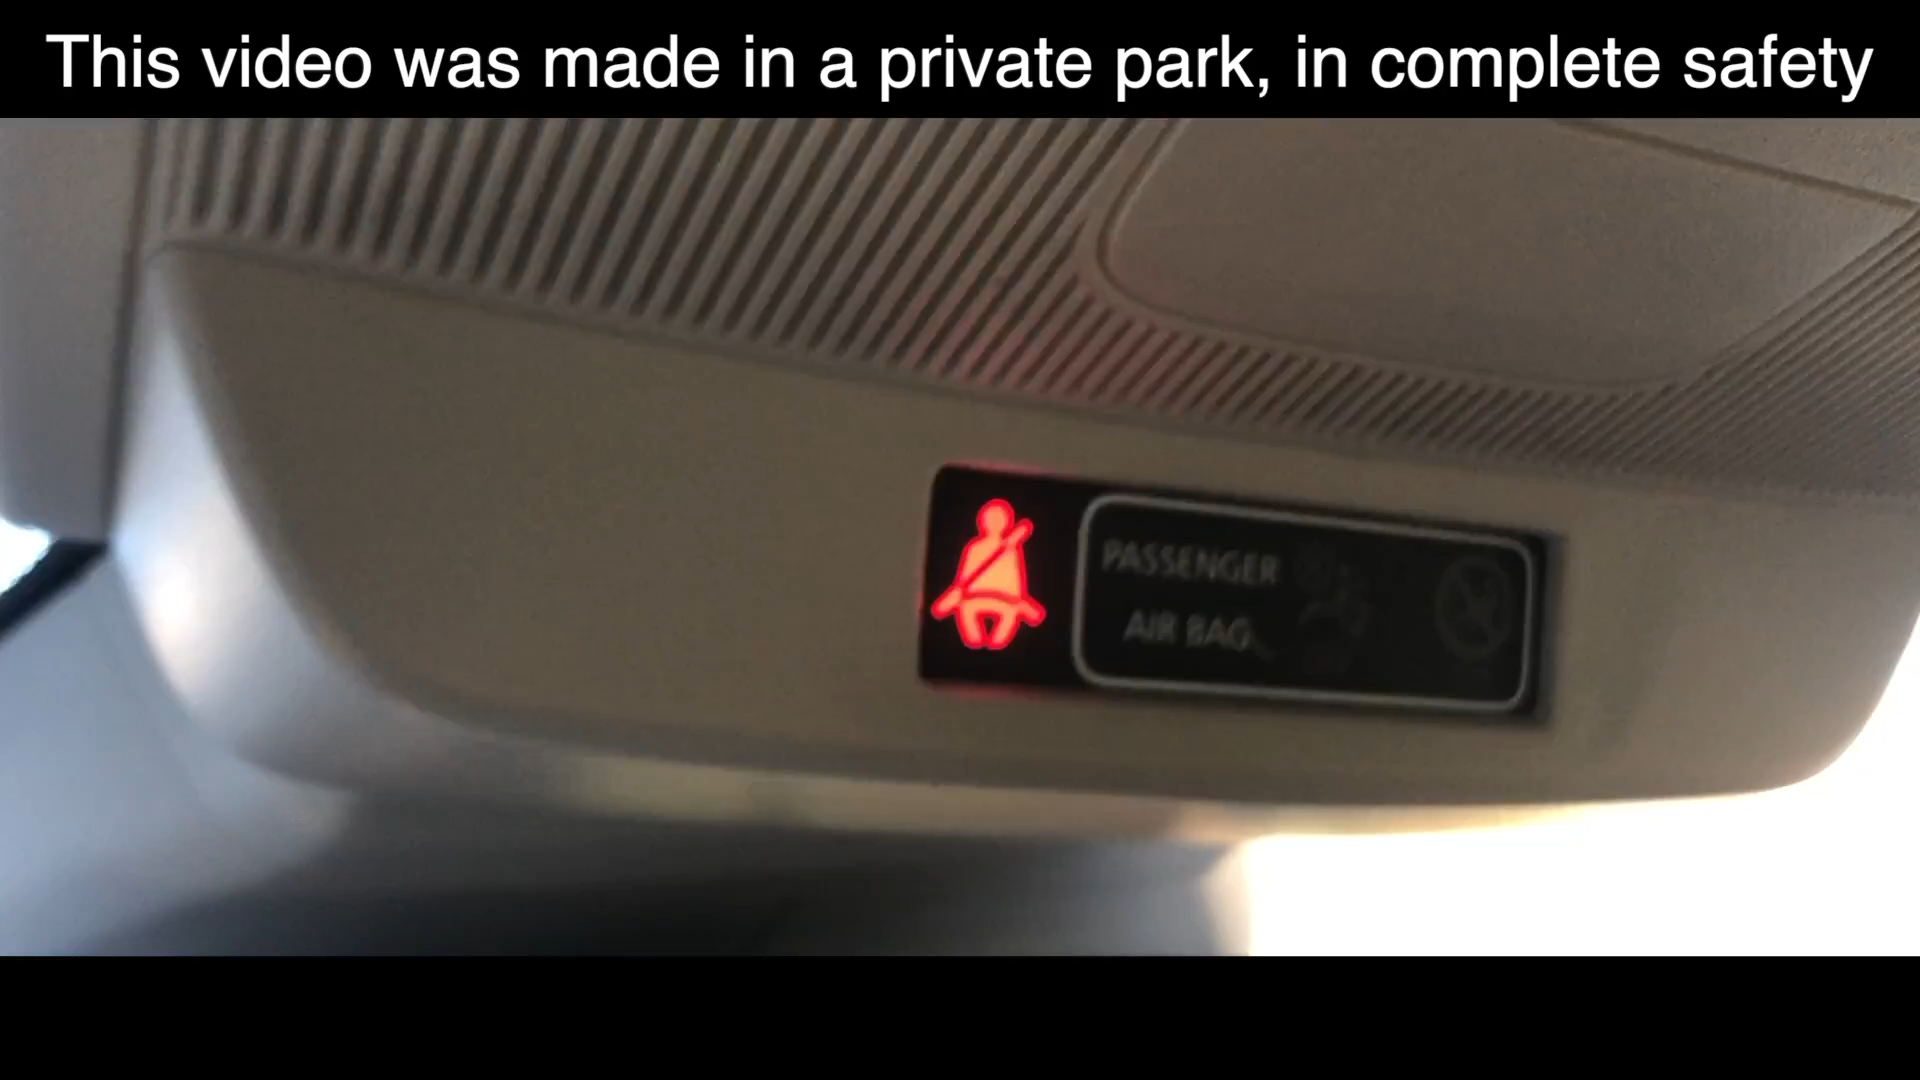 This video was made in a private park, in complete safety
PASSENGER
AIR BAG